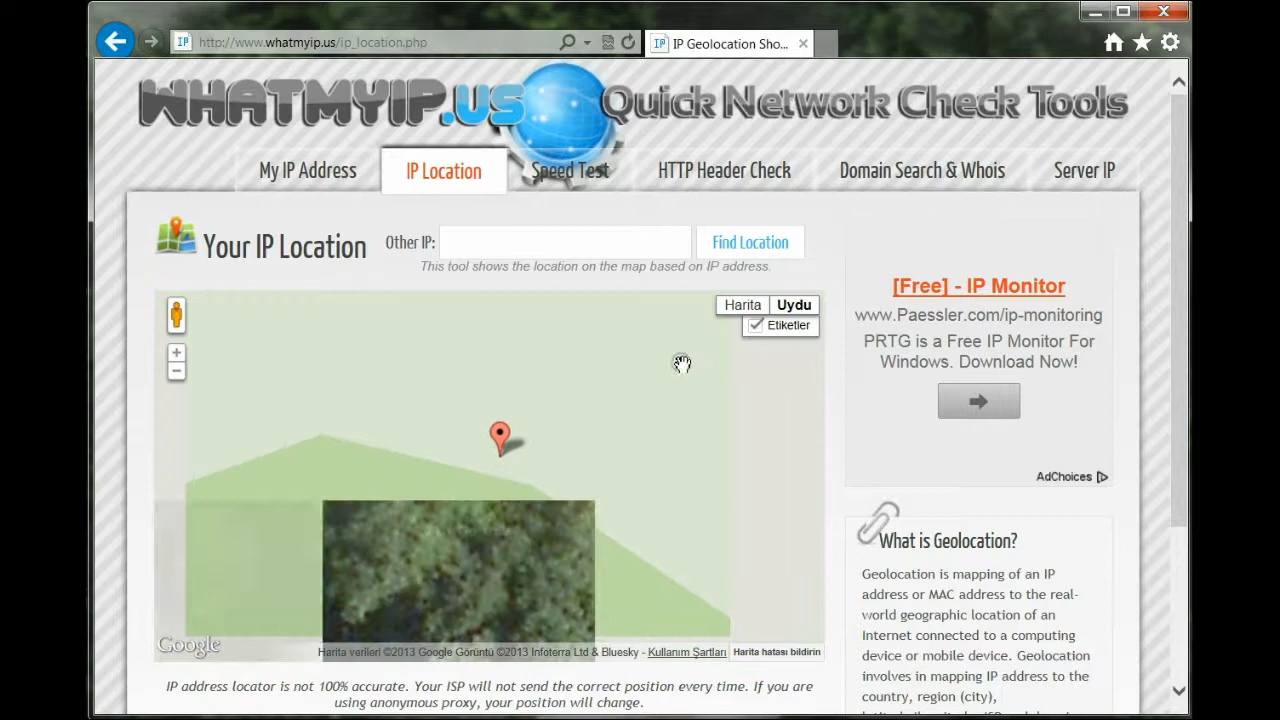 http://www.whatmyip.us/ip_location.php
IP Geolocation Sho...
WHATMYIP.US Quick Network Check Tools
My IP Address
IP Location
Speed Test
HTTP Header Check
Domain Search & Whois
Server IP
Your IP Location
Other IP:
Find Location
This tool shows the location on the map based on IP address.
Harita
Uydu
Etiketler
Google
Harita verileri ©2013 Google Görüntü ©2013 Infoterra Ltd & Bluesky - Kullanım Şartları
Harita hatası bildirin
IP address locator is not 100% accurate. Your ISP will not send the correct position every time. If you are
using anonymous proxy, your position will change.
[Free] - IP Monitor
www.Paessler.com/ip-monitoring
PRTG is a Free IP Monitor For
Windows. Download Now!
AdChoices
What is Geolocation?
Geolocation is mapping of an IP
address or MAC address to the real-
world geographic location of an
Internet connected to a computing
device or mobile device. Geolocation
involves in mapping IP address to the
country, region (city),